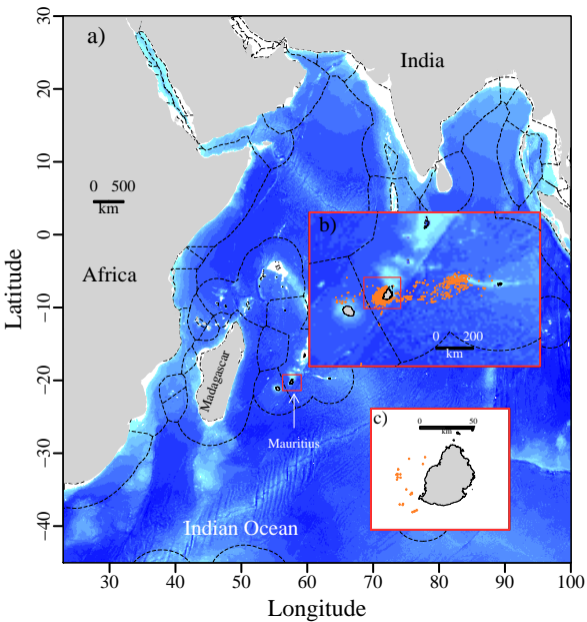 30
a)
India
20
10
0 500
km
0
b)
Africa
Latitude
−10
0 200
km
Madagascar
−20
c)
0 50
km
Mauritius
−30
−40
Indian Ocean
30 40 50 60 72 80 90 100
Longitude